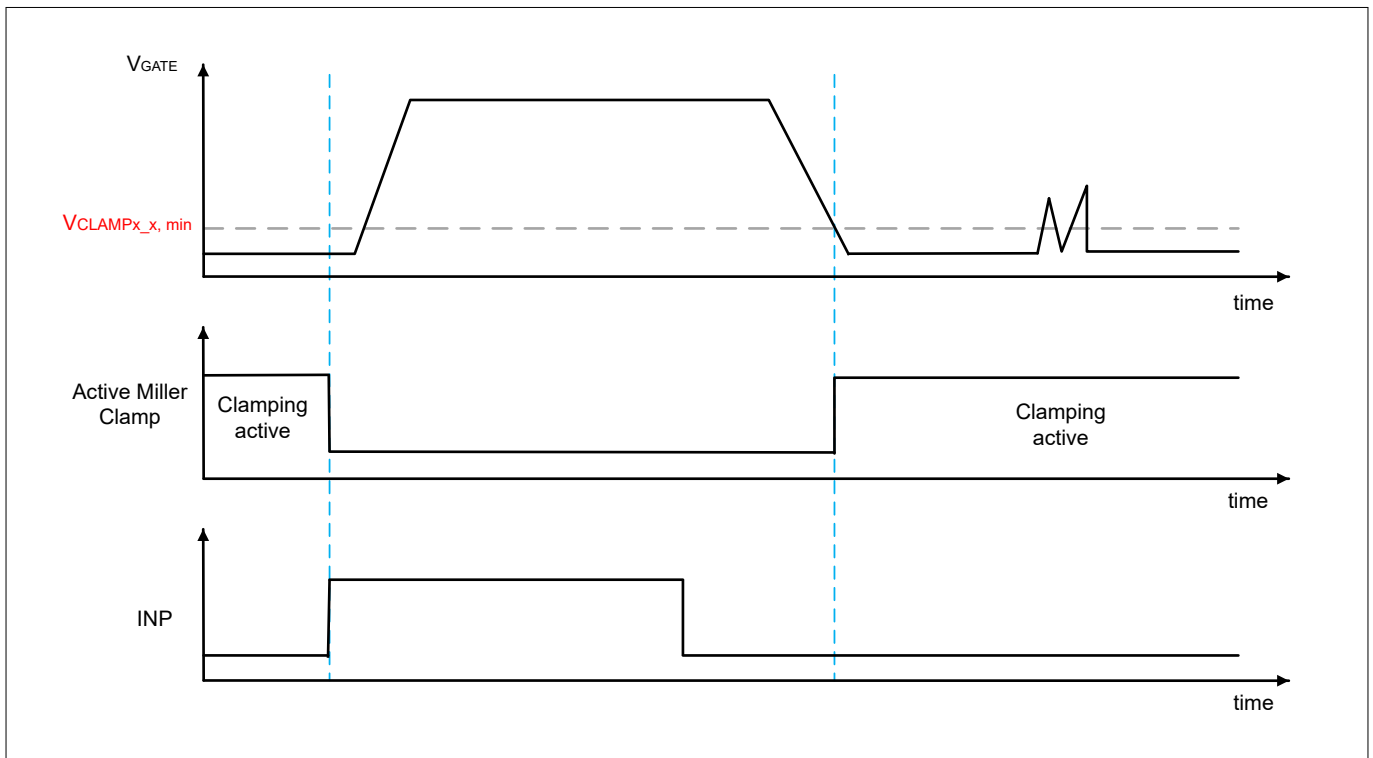 VGATE
VCLAMPx_x, min
time
Active Miller
Clamp
Clamping
active
Clamping
active
time
INP
time